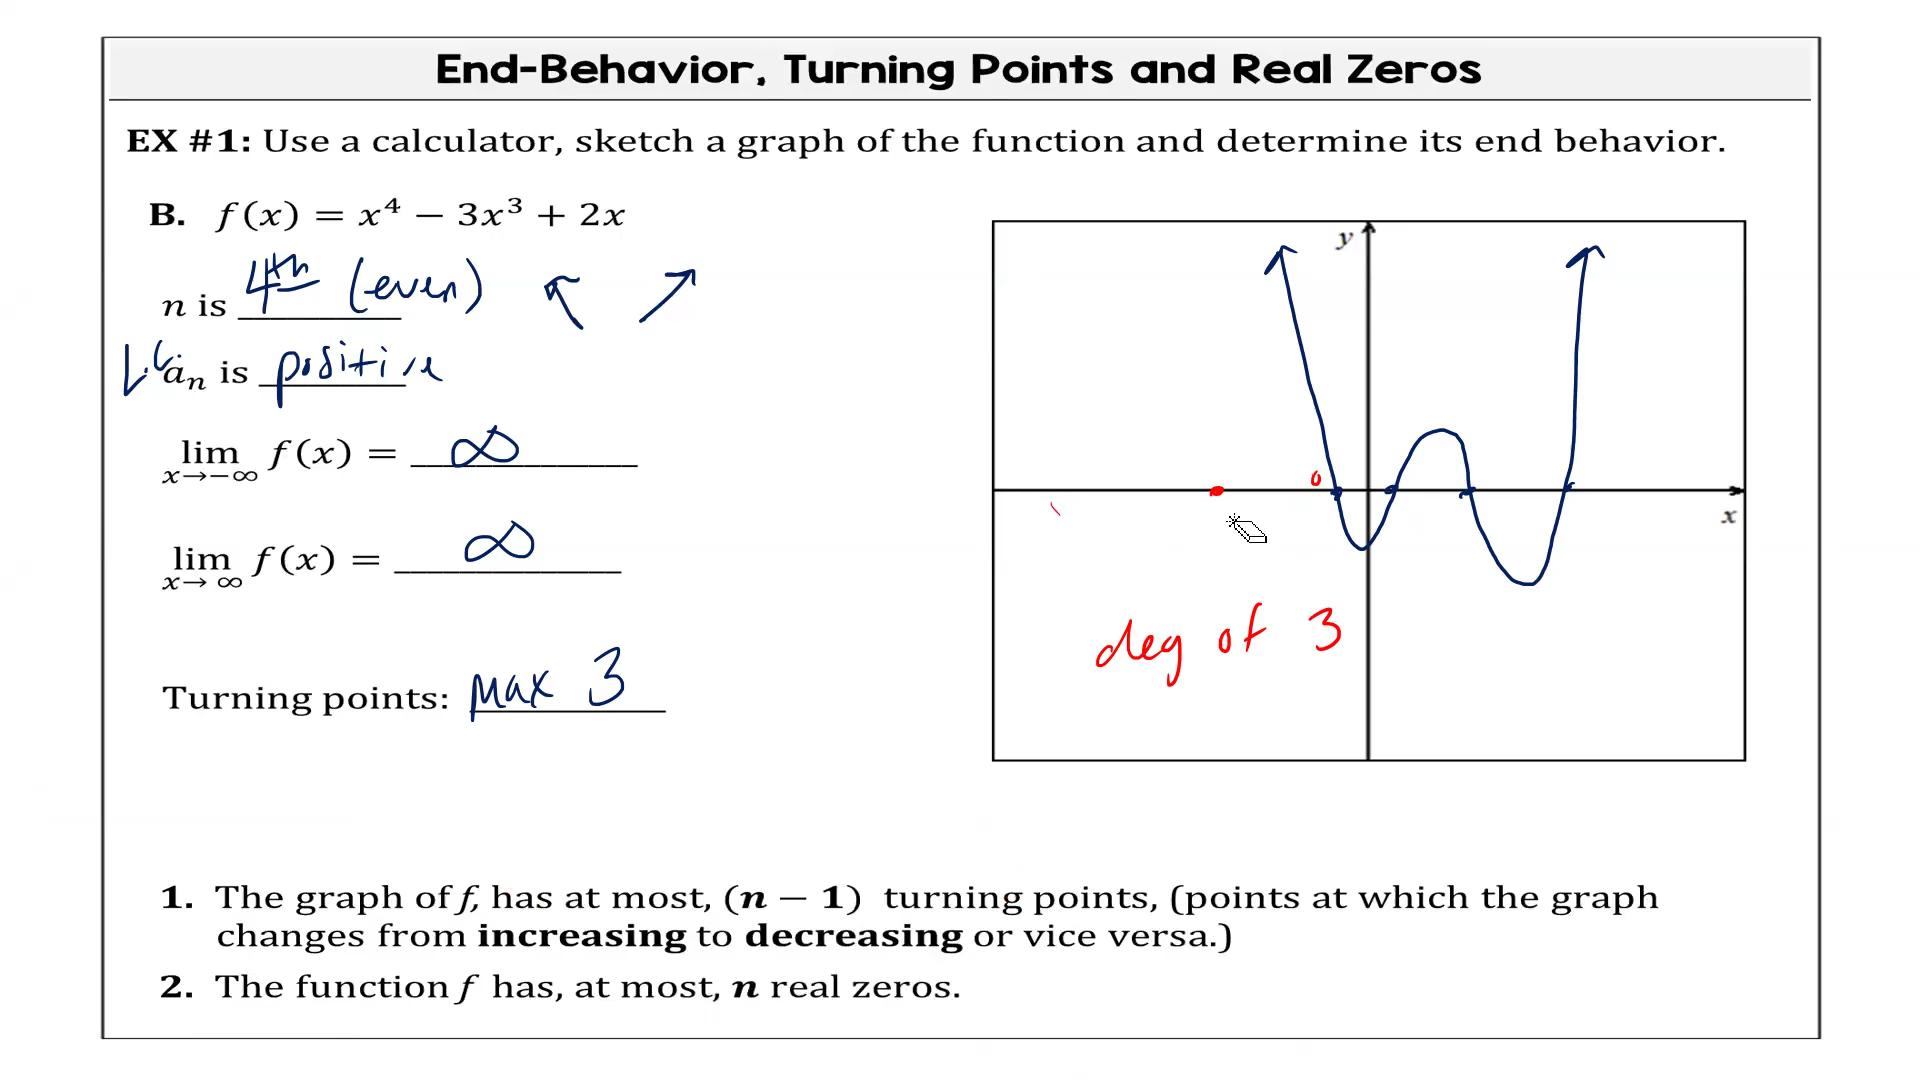 End-Behavior, Turning Points and Real Zeros
EX #1: Use a calculator, sketch a graph of the function and determine its end behavior.
B. f(x) = x⁴ − 3x³ + 2x
n is 4th (even)
L.C aₙ is positive
lim x→−∞ f(x) = ∞
lim x→ ∞ f(x) = ∞
Turning points: Max 3
y
x
deg of 3
1. The graph of f, has at most, (n − 1) turning points, (points at which the graph
changes from increasing to decreasing or vice versa.)
2. The function f has, at most, n real zeros.